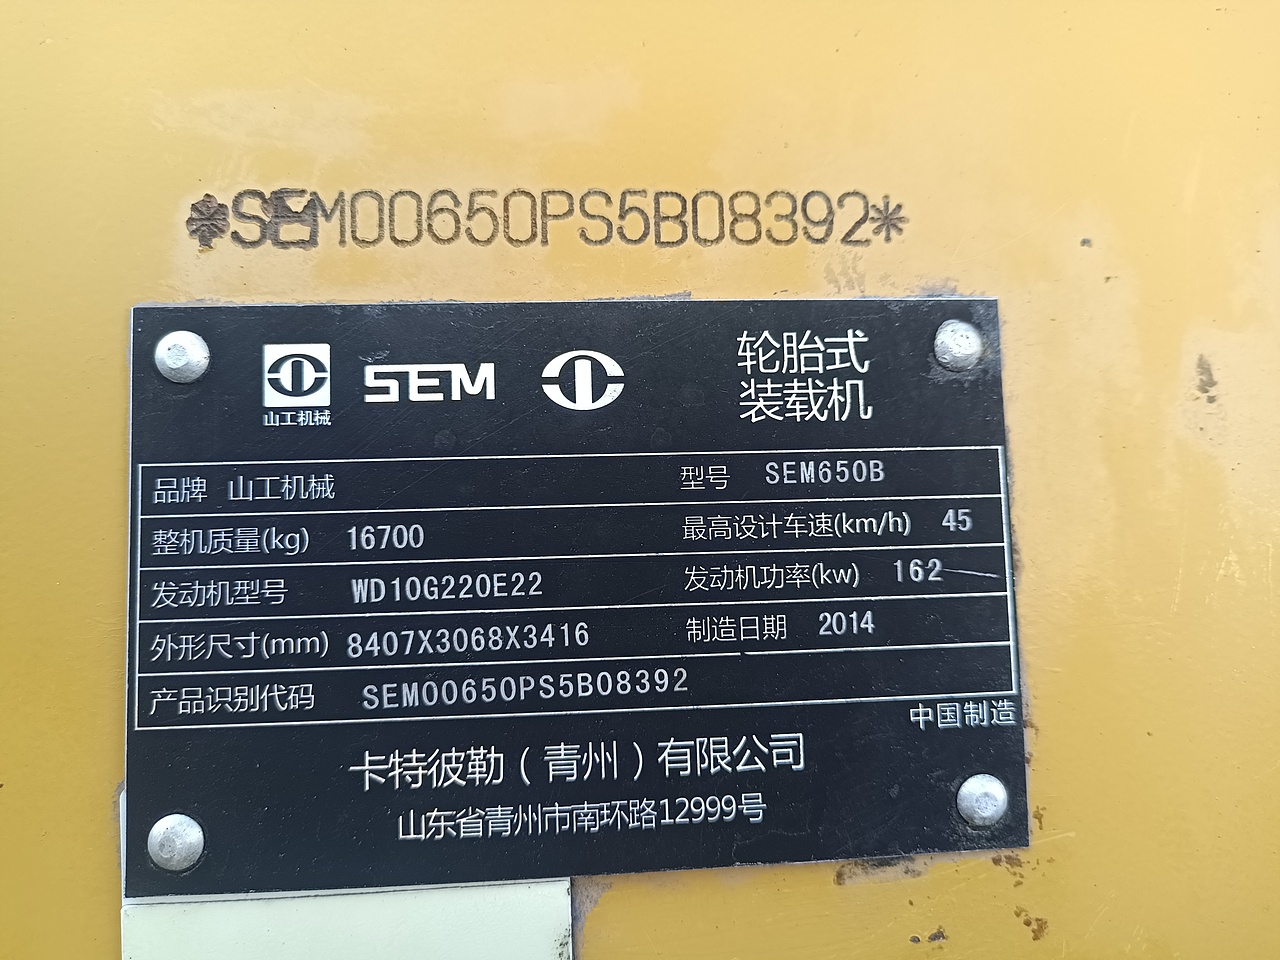 *SEM00650PS5B08392*
山工机械
SEM
轮胎式
装载机
品牌 山工机械 型号 SEM650B
整机质量(kg) 16700 最高设计车速(km/h) 45
发动机型号 WD10G220E22 发动机功率(kw) 162
外形尺寸(mm) 8407X3068X3416 制造日期 2014
产品识别代码 SEM00650PS5B08392
中国制造
卡特彼勒（青州）有限公司
山东省青州市南环路12999号